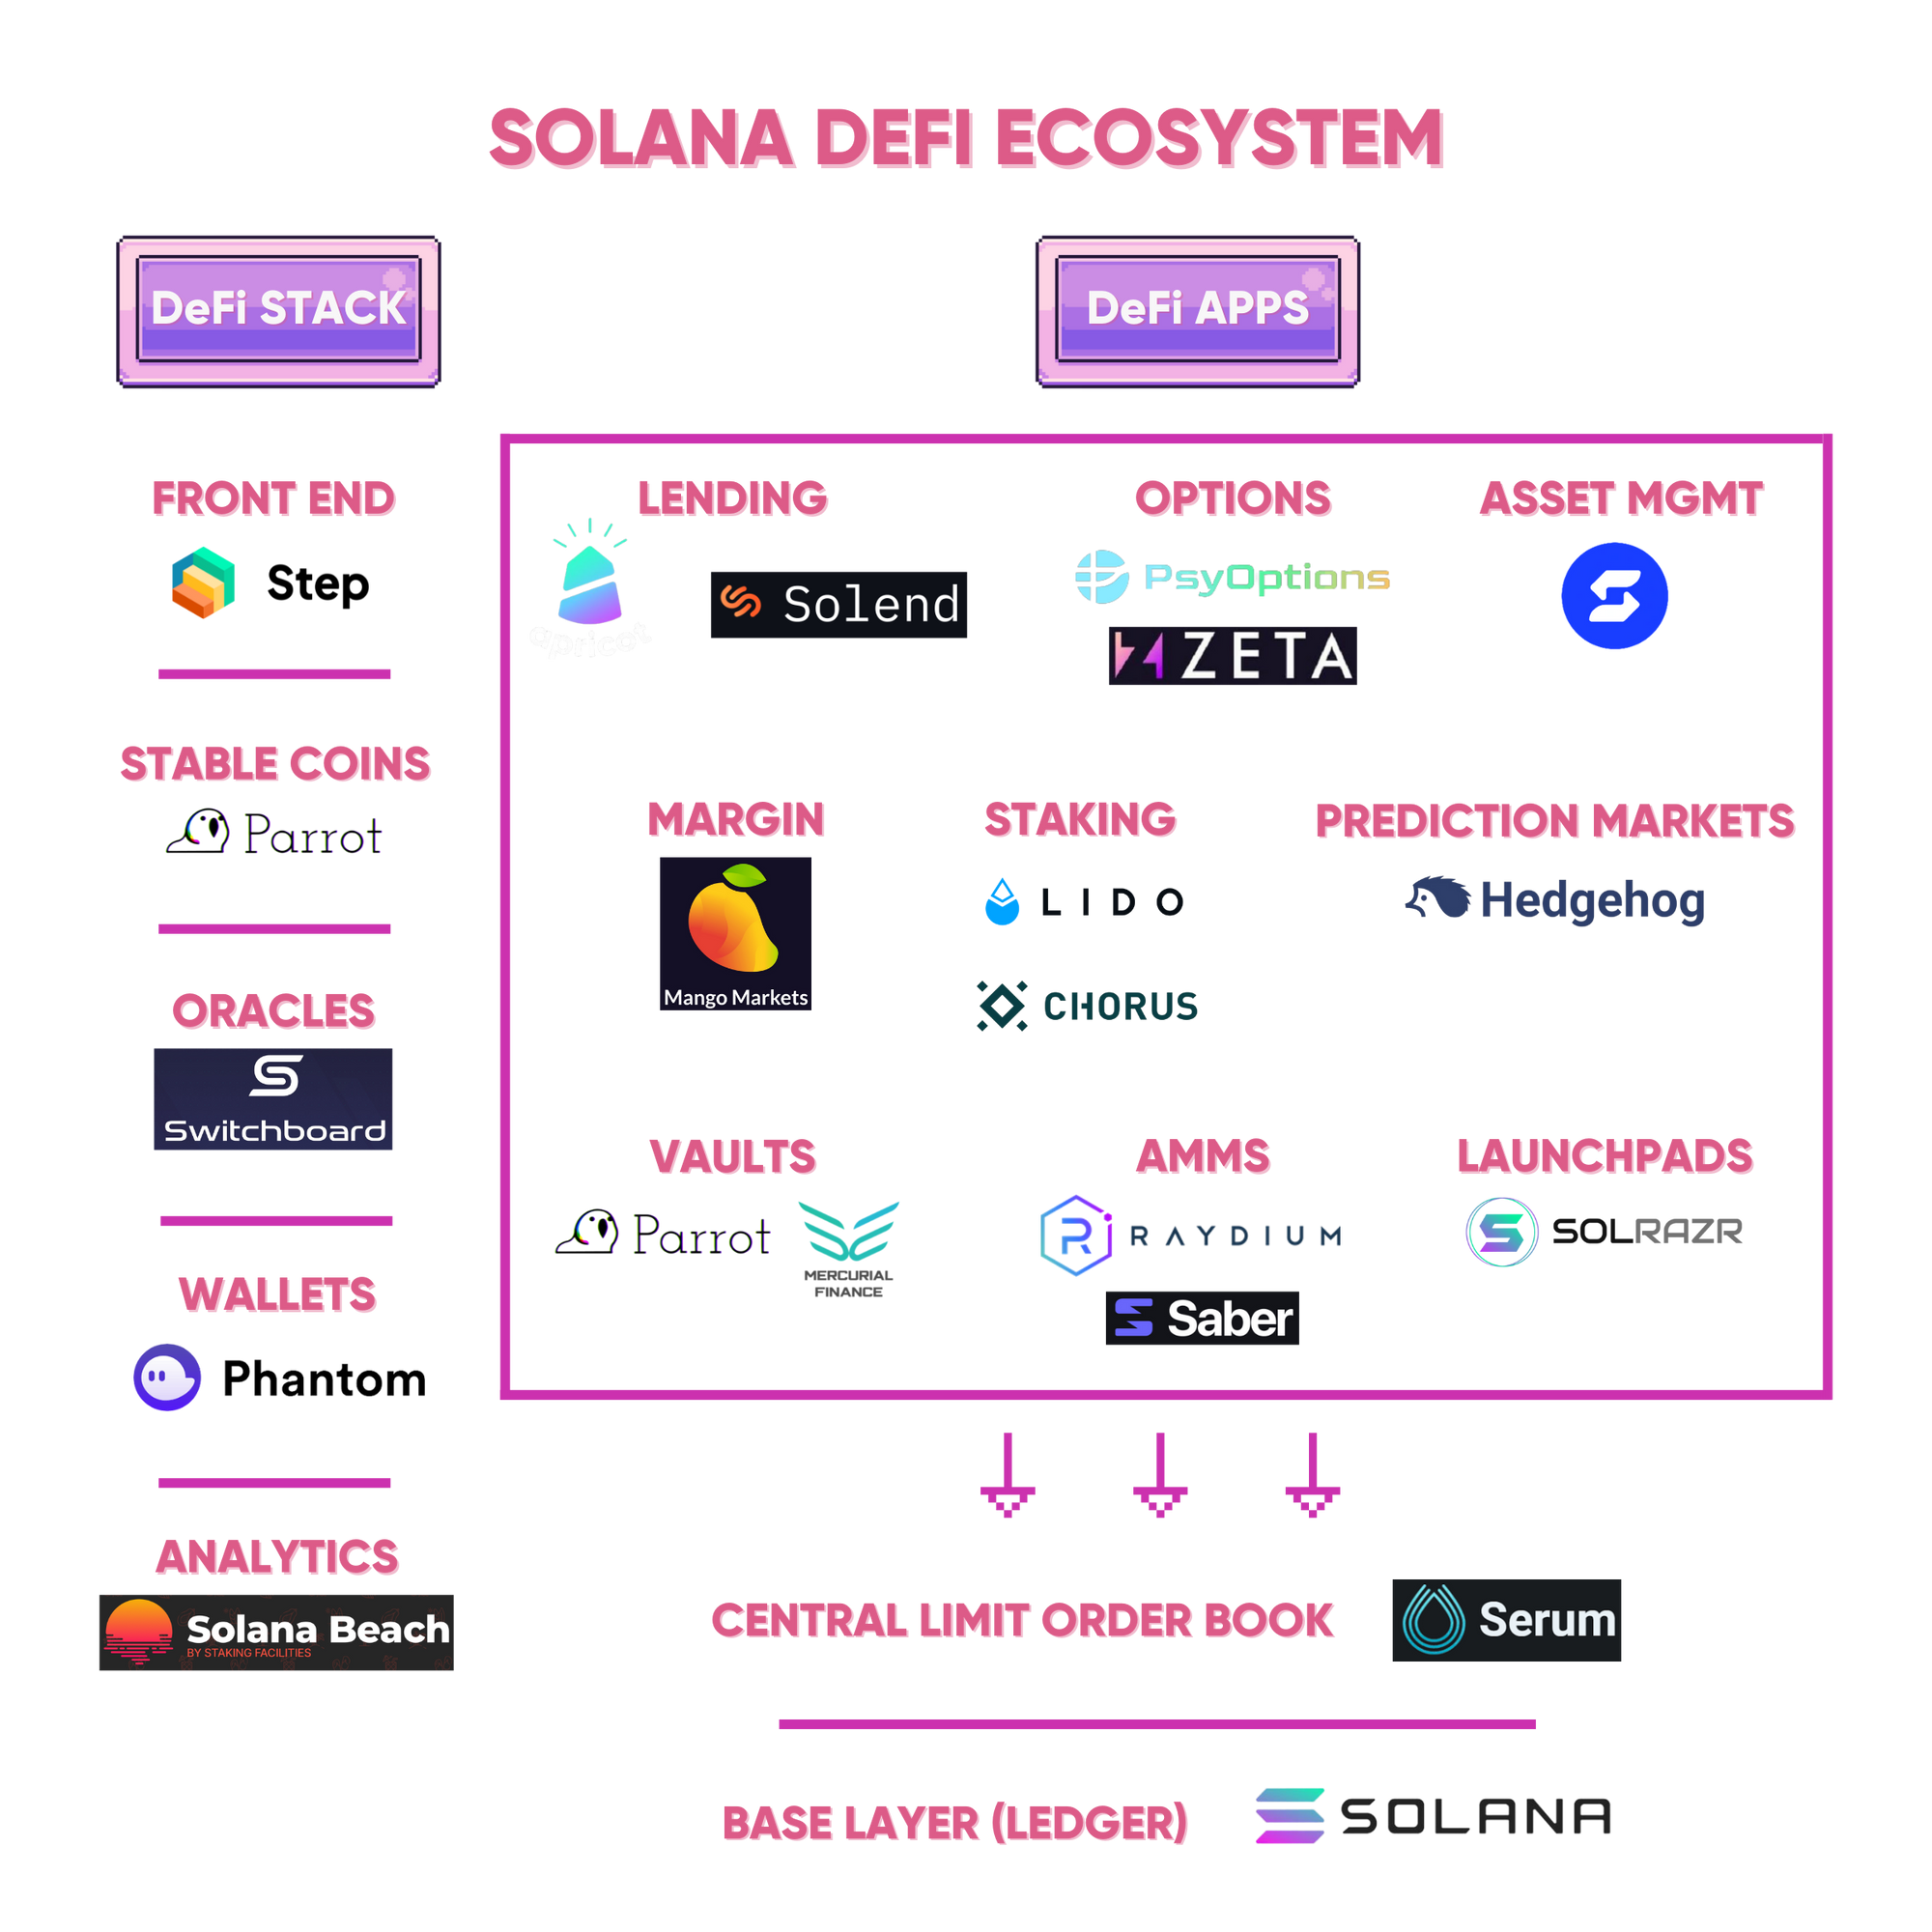 SOLANA DEFI ECOSYSTEM
DeFi STACK
DeFi APPS
FRONT END
Step
STABLE COINS
Parrot
ORACLES
Switchboard
WALLETS
Phantom
ANALYTICS
Solana Beach
BY STAKING FACILITIES
LENDING
apricot
Solend
OPTIONS
PsyOptions
ZETA
ASSET MGMT
MARGIN
Mango Markets
STAKING
LIDO
CHORUS
PREDICTION MARKETS
Hedgehog
VAULTS
Parrot
MERCURIAL
FINANCE
AMMS
RAYDIUM
Saber
LAUNCHPADS
SOLRAZR
CENTRAL LIMIT ORDER BOOK
Serum
BASE LAYER (LEDGER)
SOLANA